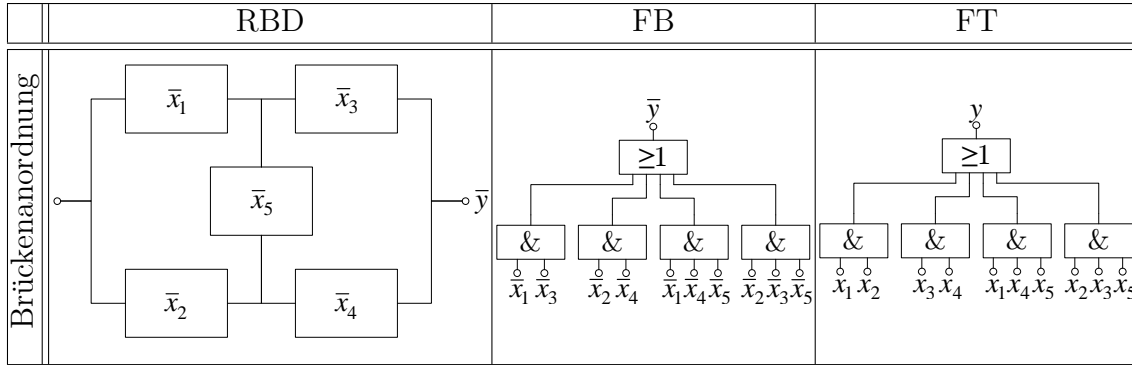 RBD FB FT
Brückenanordnung
x̅₁ x̅₃
x̅₅ y̅
x̅₂ x̅₄
y̅
≥1
& & & &
x̅₁ x̅₃ x̅₂ x̅₄ x̅₁ x̅₄ x̅₅ x̅₂ x̅₃ x̅₅
y
≥1
& & & &
x₁ x₂ x₃ x₄ x₁ x₄ x₅ x₂ x₃ x₅